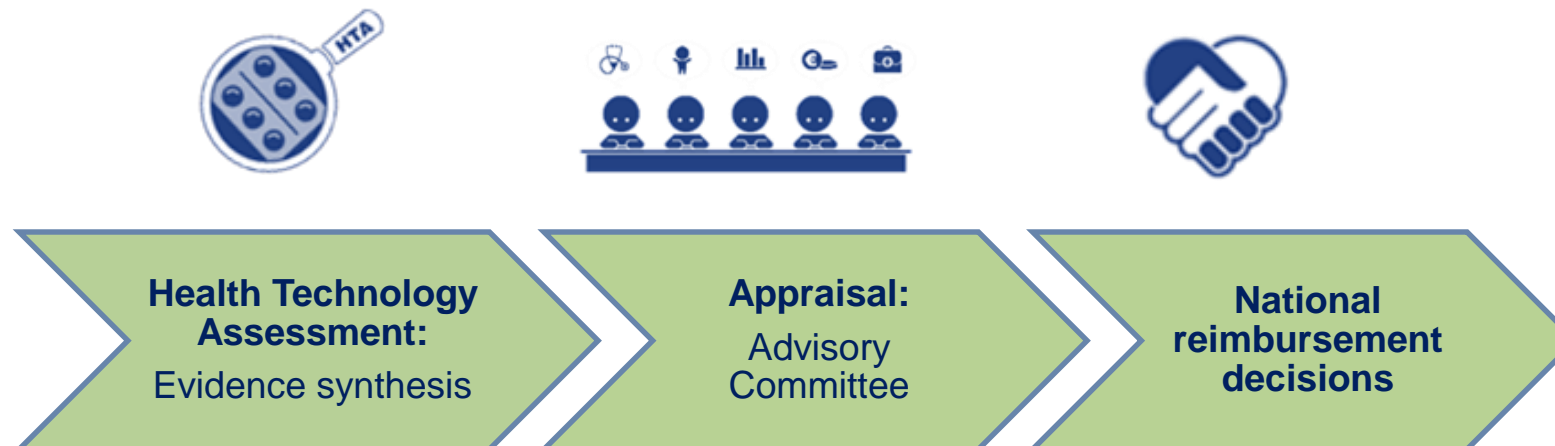 HTA
Health Technology
Assessment:
Evidence synthesis
Appraisal:
Advisory
Committee
National
reimbursement
decisions